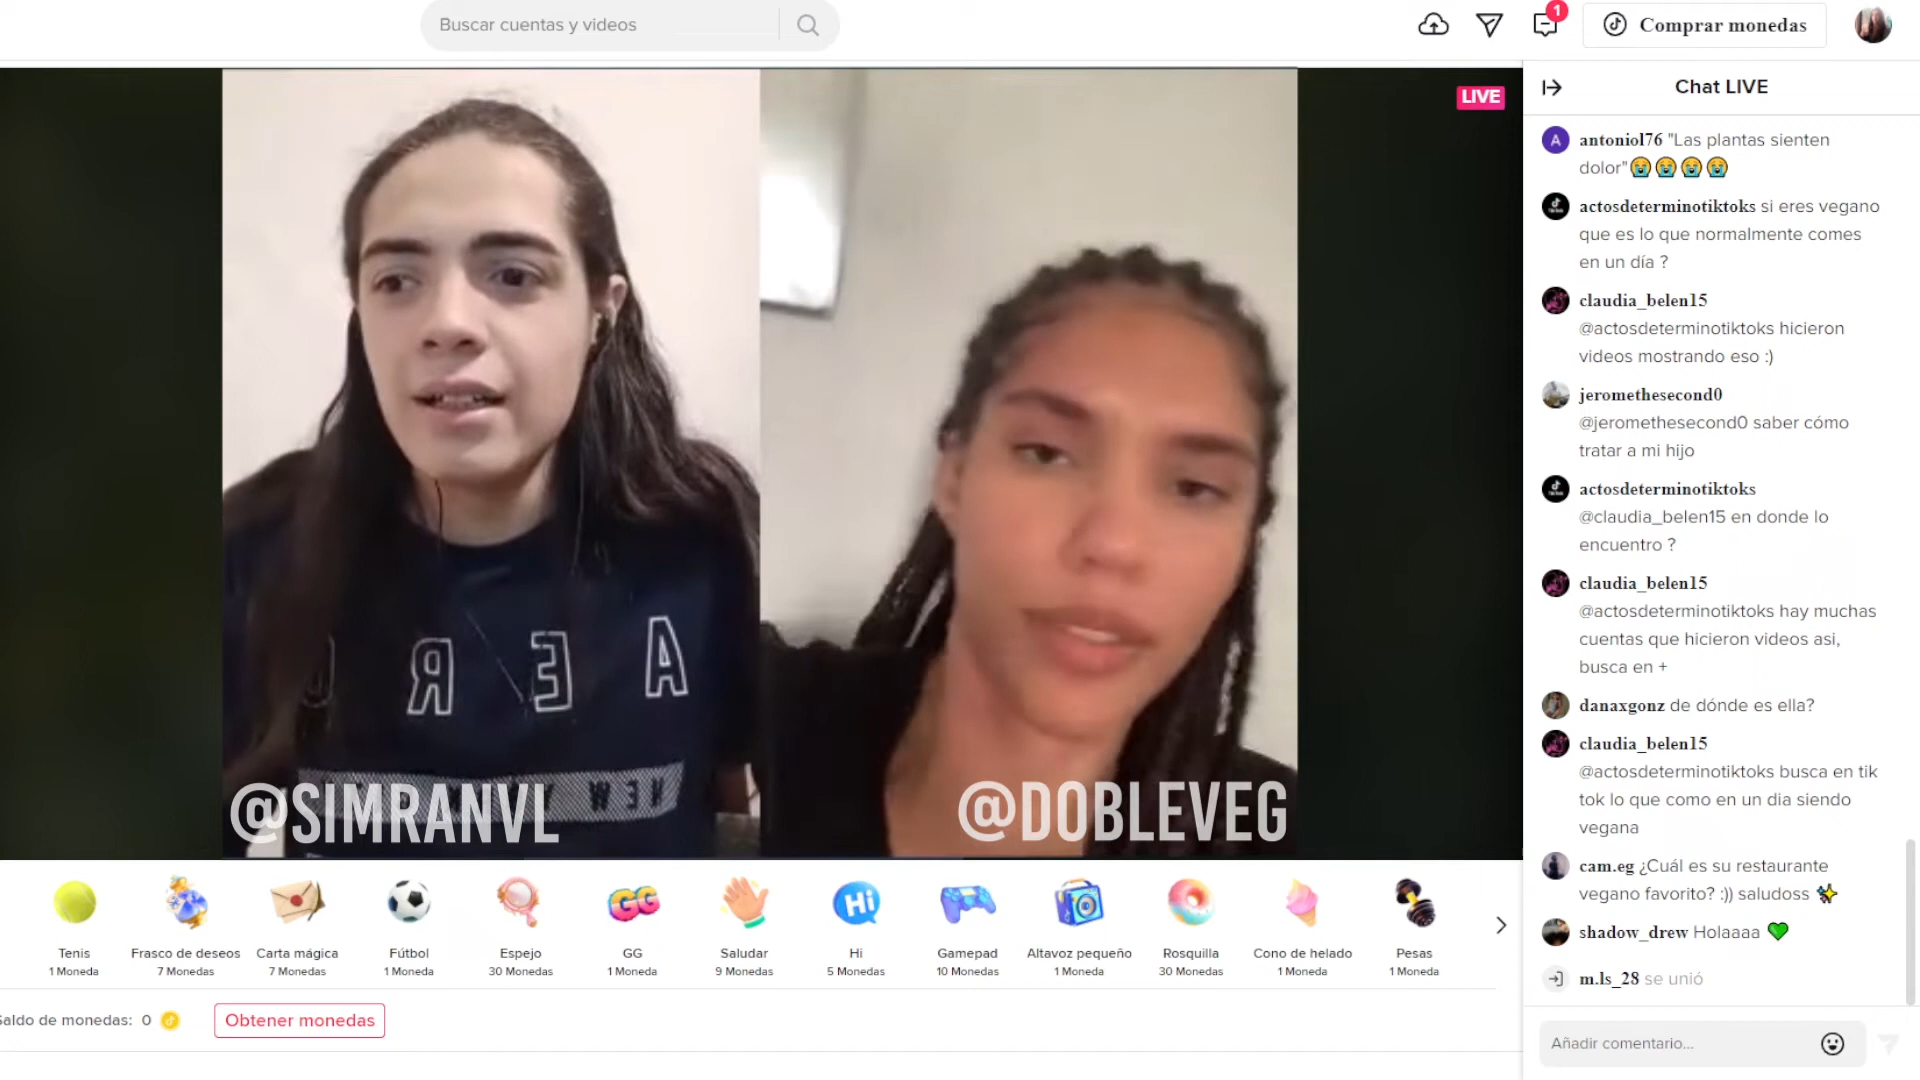 Buscar cuentas y videos
1
Comprar monedas
LIVE
Chat LIVE
A
antoniol76 "Las plantas sienten
dolor"😭😭😭😭
actosdeterminotiktoks si eres vegano
que es lo que normalmente comes
en un día ?
claudia_belen15
@actosdeterminotiktoks hicieron
videos mostrando eso :)
jeromethesecond0
@jeromethesecond0 saber cómo
tratar a mi hijo
actosdeterminotiktoks
@claudia_belen15 en donde lo
encuentro ?
claudia_belen15
@actosdeterminotiktoks hay muchas
cuentas que hicieron videos asi,
busca en +
danaxgonz de dónde es ella?
claudia_belen15
@actosdeterminotiktoks busca en tik
tok lo que como en un dia siendo
vegana
cam.eg ¿Cuál es su restaurante
vegano favorito? :)) saludoss ✨
shadow_drew Holaaaa 💚
m.ls_28 se unió
Añadir comentario...
A E R
NEW Y
@SIMRANVL
@DOBLEVEG
GG
Hi
Tenis
1 Moneda
Frasco de deseos
7 Monedas
Carta mágica
7 Monedas
Fútbol
1 Moneda
Espejo
30 Monedas
GG
1 Moneda
Saludar
9 Monedas
Hi
5 Monedas
Gamepad
10 Monedas
Altavoz pequeño
1 Moneda
Rosquilla
30 Monedas
Cono de helado
1 Moneda
Pesas
1 Moneda
Saldo de monedas: 0
Obtener monedas